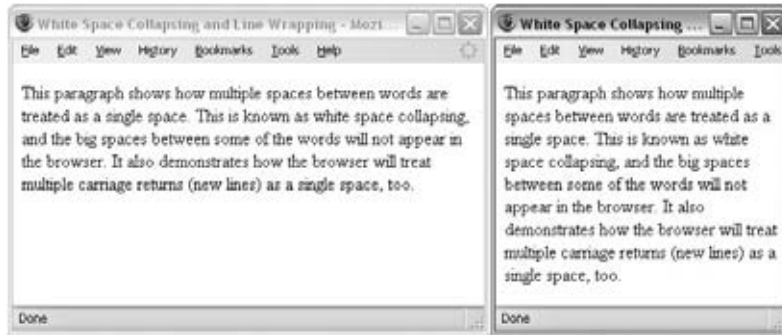 White Space Collapsing and Line Wrapping - Mozi...
File Edit View History Bookmarks Tools Help
This paragraph shows how multiple spaces between words are
treated as a single space. This is known as white space collapsing,
and the big spaces between some of the words will not appear in
the browser. It also demonstrates how the browser will treat
multiple carriage returns (new lines) as a single space, too.
Done
White Space Collapsing ...
File Edit View History Bookmarks Tools
This paragraph shows how multiple
spaces between words are treated as a
single space. This is known as white
space collapsing, and the big spaces
between some of the words will not
appear in the browser. It also
demonstrates how the browser will treat
multiple carriage returns (new lines) as a
single space, too.
Done